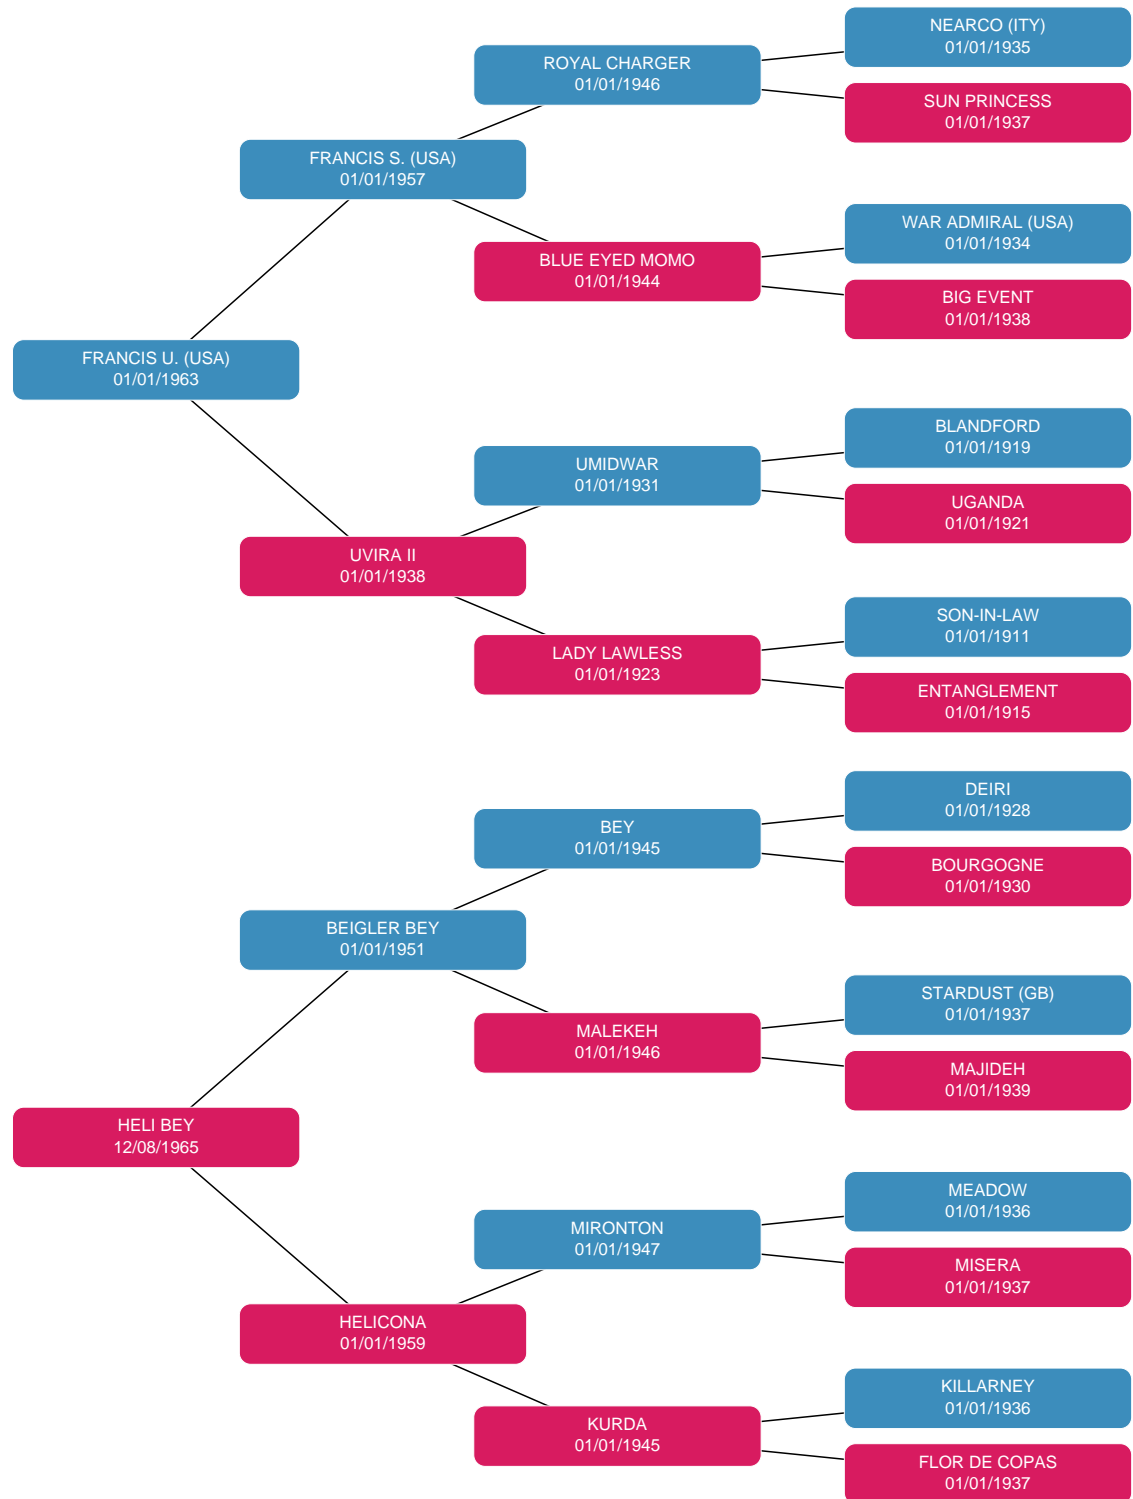 NEARCO (ITY)
01/01/1935
ROYAL CHARGER
01/01/1946
SUN PRINCESS
01/01/1937
FRANCIS S. (USA)
01/01/1957
WAR ADMIRAL (USA)
01/01/1934
BLUE EYED MOMO
01/01/1944
BIG EVENT
01/01/1938
FRANCIS U. (USA)
01/01/1963
BLANDFORD
01/01/1919
UMIDWAR
01/01/1931
UGANDA
01/01/1921
UVIRA II
01/01/1938
SON-IN-LAW
01/01/1911
LADY LAWLESS
01/01/1923
ENTANGLEMENT
01/01/1915
DEIRI
01/01/1928
BEY
01/01/1945
BOURGOGNE
01/01/1930
BEIGLER BEY
01/01/1951
STARDUST (GB)
01/01/1937
MALEKEH
01/01/1946
MAJIDEH
01/01/1939
HELI BEY
12/08/1965
MEADOW
01/01/1936
MIRONTON
01/01/1947
MISERA
01/01/1937
HELICONA
01/01/1959
KILLARNEY
01/01/1936
KURDA
01/01/1945
FLOR DE COPAS
01/01/1937